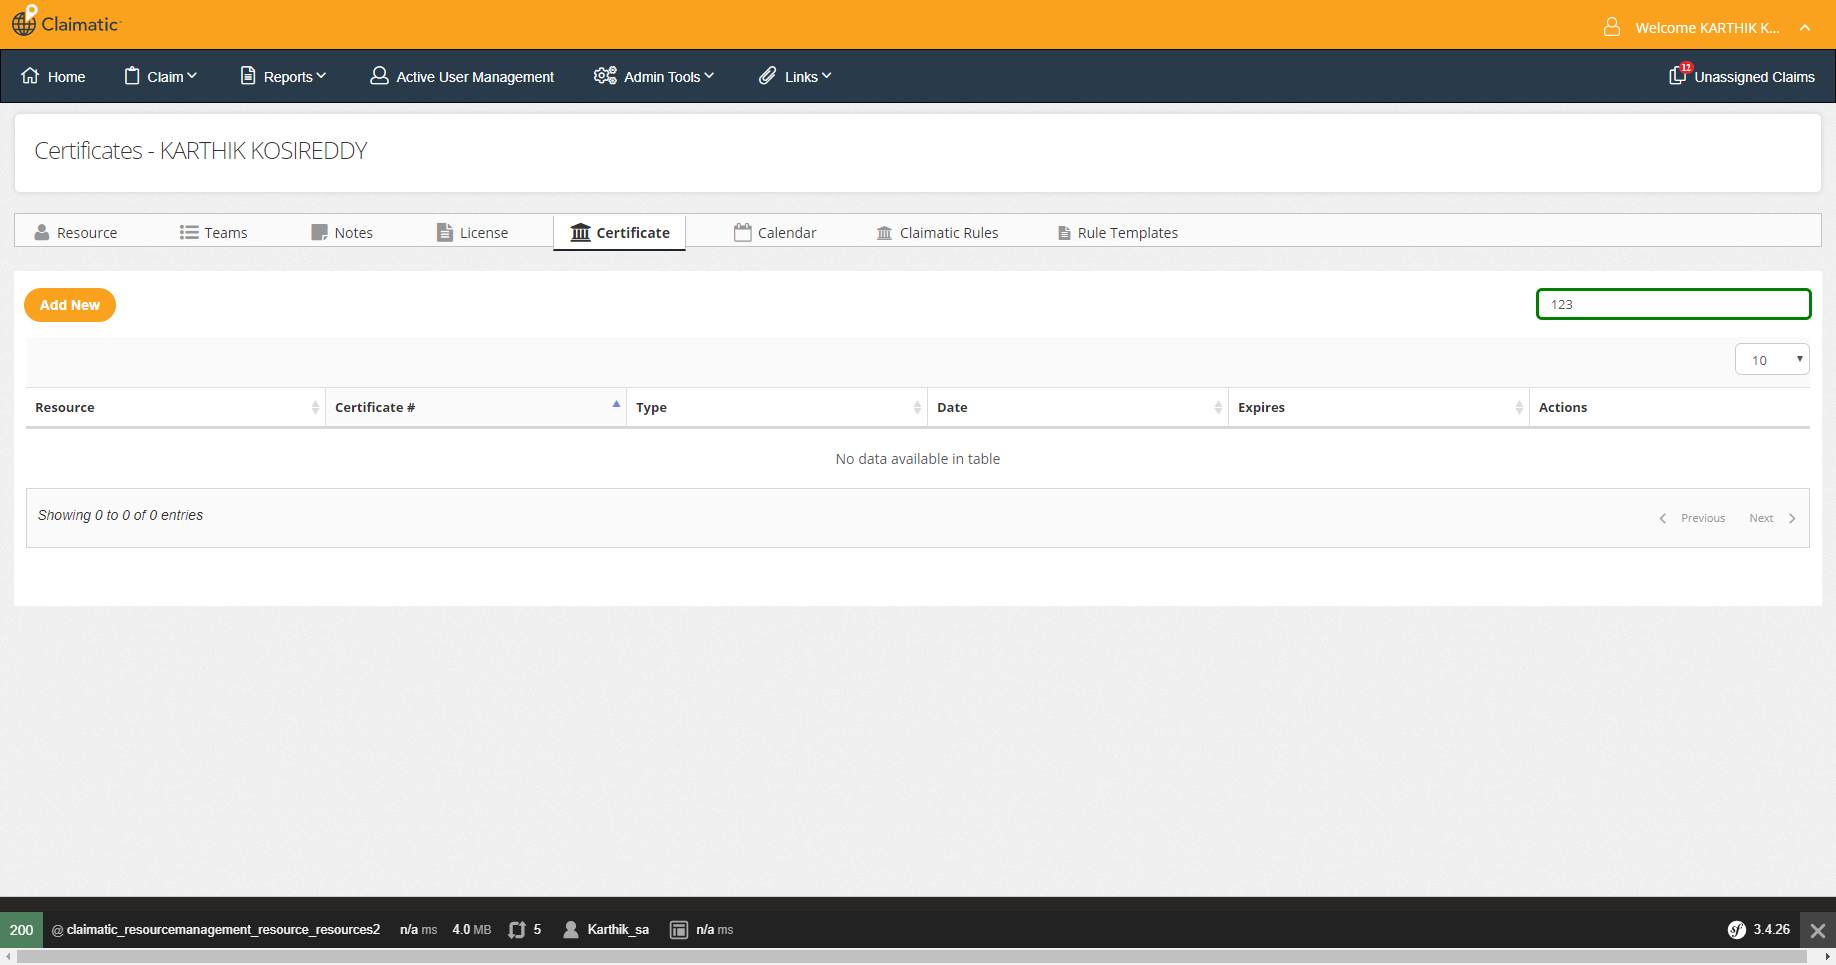 Claimatic
Welcome KARTHIK K...
Home
Claim
Reports
Active User Management
Admin Tools
Links
12
Unassigned Claims
Certificates - KARTHIK KOSIREDDY
Resource
Teams
Notes
License
Certificate
Calendar
Claimatic Rules
Rule Templates
Add New
123
10
Resource
Certificate #
Type
Date
Expires
Actions
No data available in table
Showing 0 to 0 of 0 entries
Previous
Next
200 @ claimatic_resourcemanagement_resource_resources2 n/a ms 4.0 MB 5 Karthik_sa n/a ms
sf 3.4.26